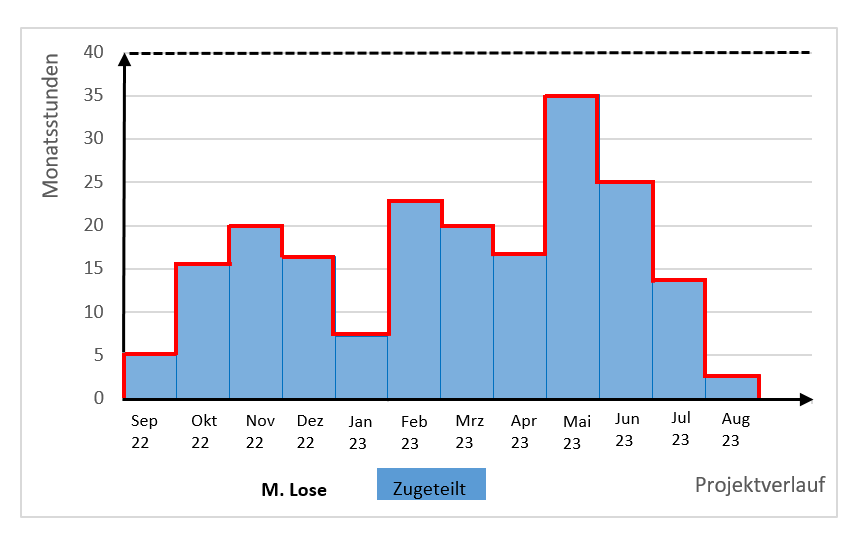 Monatsstunden
40
35
30
25
20
15
10
5
0
Sep 22
Okt 22
Nov 22
Dez 22
Jan 23
Feb 23
Mrz 23
Apr 23
Mai 23
Jun 23
Jul 23
Aug 23
M. Lose
Zugeteilt
Projektverlauf